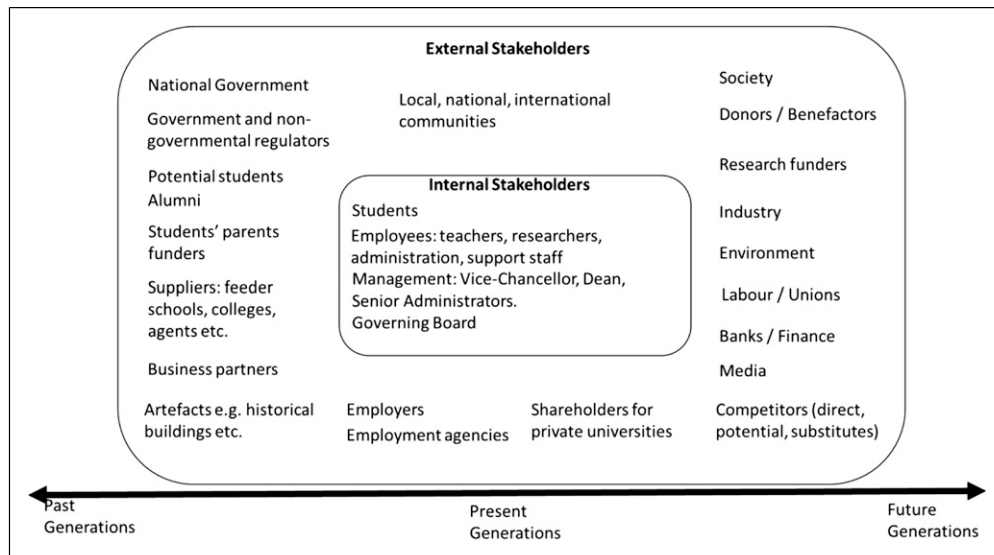 External Stakeholders
National Government
Government and non-
governmental regulators
Potential students
Alumni
Students' parents
funders
Suppliers: feeder
schools, colleges,
agents etc.
Business partners
Artefacts e.g. historical
buildings etc.
Local, national, international
communities
Internal Stakeholders
Students
Employees: teachers, researchers,
administration, support staff
Management: Vice-Chancellor, Dean,
Senior Administrators.
Governing Board
Employers
Employment agencies
Shareholders for
private universities
Society
Donors / Benefactors
Research funders
Industry
Environment
Labour / Unions
Banks / Finance
Media
Competitors (direct,
potential, substitutes)
Past
Generations
Present
Generations
Future
Generations